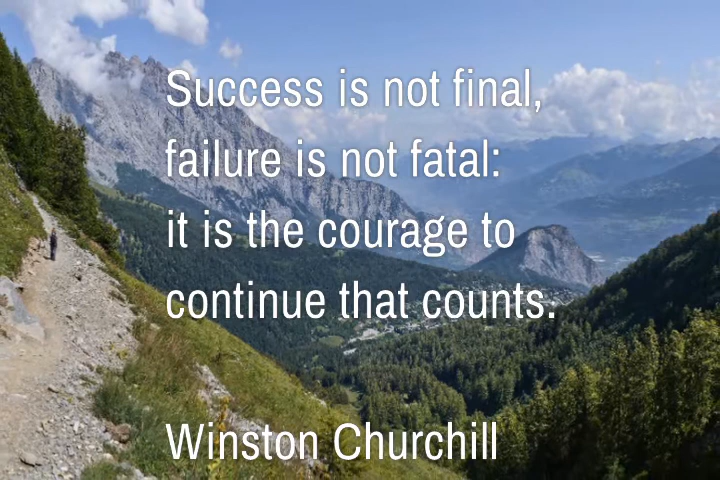 Success is not final,
failure is not fatal:
it is the courage to
continue that counts.
Winston Churchill